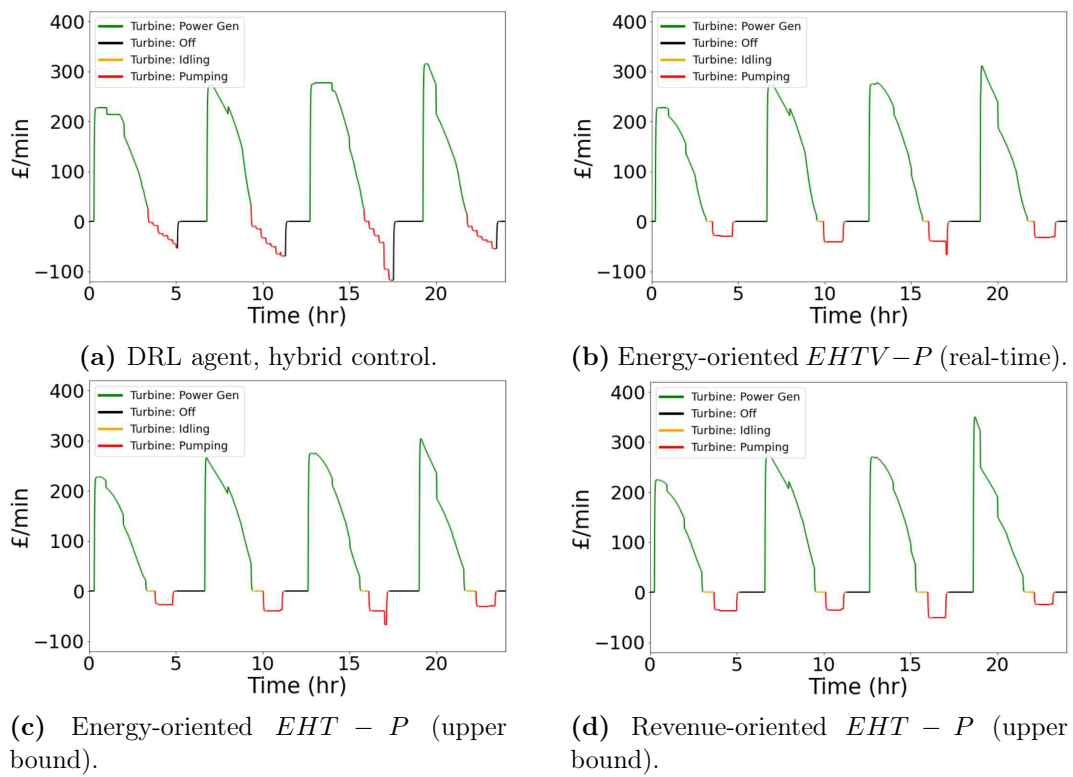 400
300
200
100
0
−100
£/min
Turbine: Power Gen
Turbine: Off
Turbine: Idling
Turbine: Pumping
0 5 10 15 20
Time (hr)
(a) DRL agent, hybrid control.
400
300
200
100
0
−100
£/min
Turbine: Power Gen
Turbine: Off
Turbine: Idling
Turbine: Pumping
0 5 10 15 20
Time (hr)
(b) Energy-oriented EHTV−P (real-time).
400
300
200
100
0
−100
£/min
Turbine: Power Gen
Turbine: Off
Turbine: Idling
Turbine: Pumping
0 5 10 15 20
Time (hr)
(c) Energy-oriented EHT − P (upper
bound).
400
300
200
100
0
−100
£/min
Turbine: Power Gen
Turbine: Off
Turbine: Idling
Turbine: Pumping
0 5 10 15 20
Time (hr)
(d) Revenue-oriented EHT − P (upper
bound).